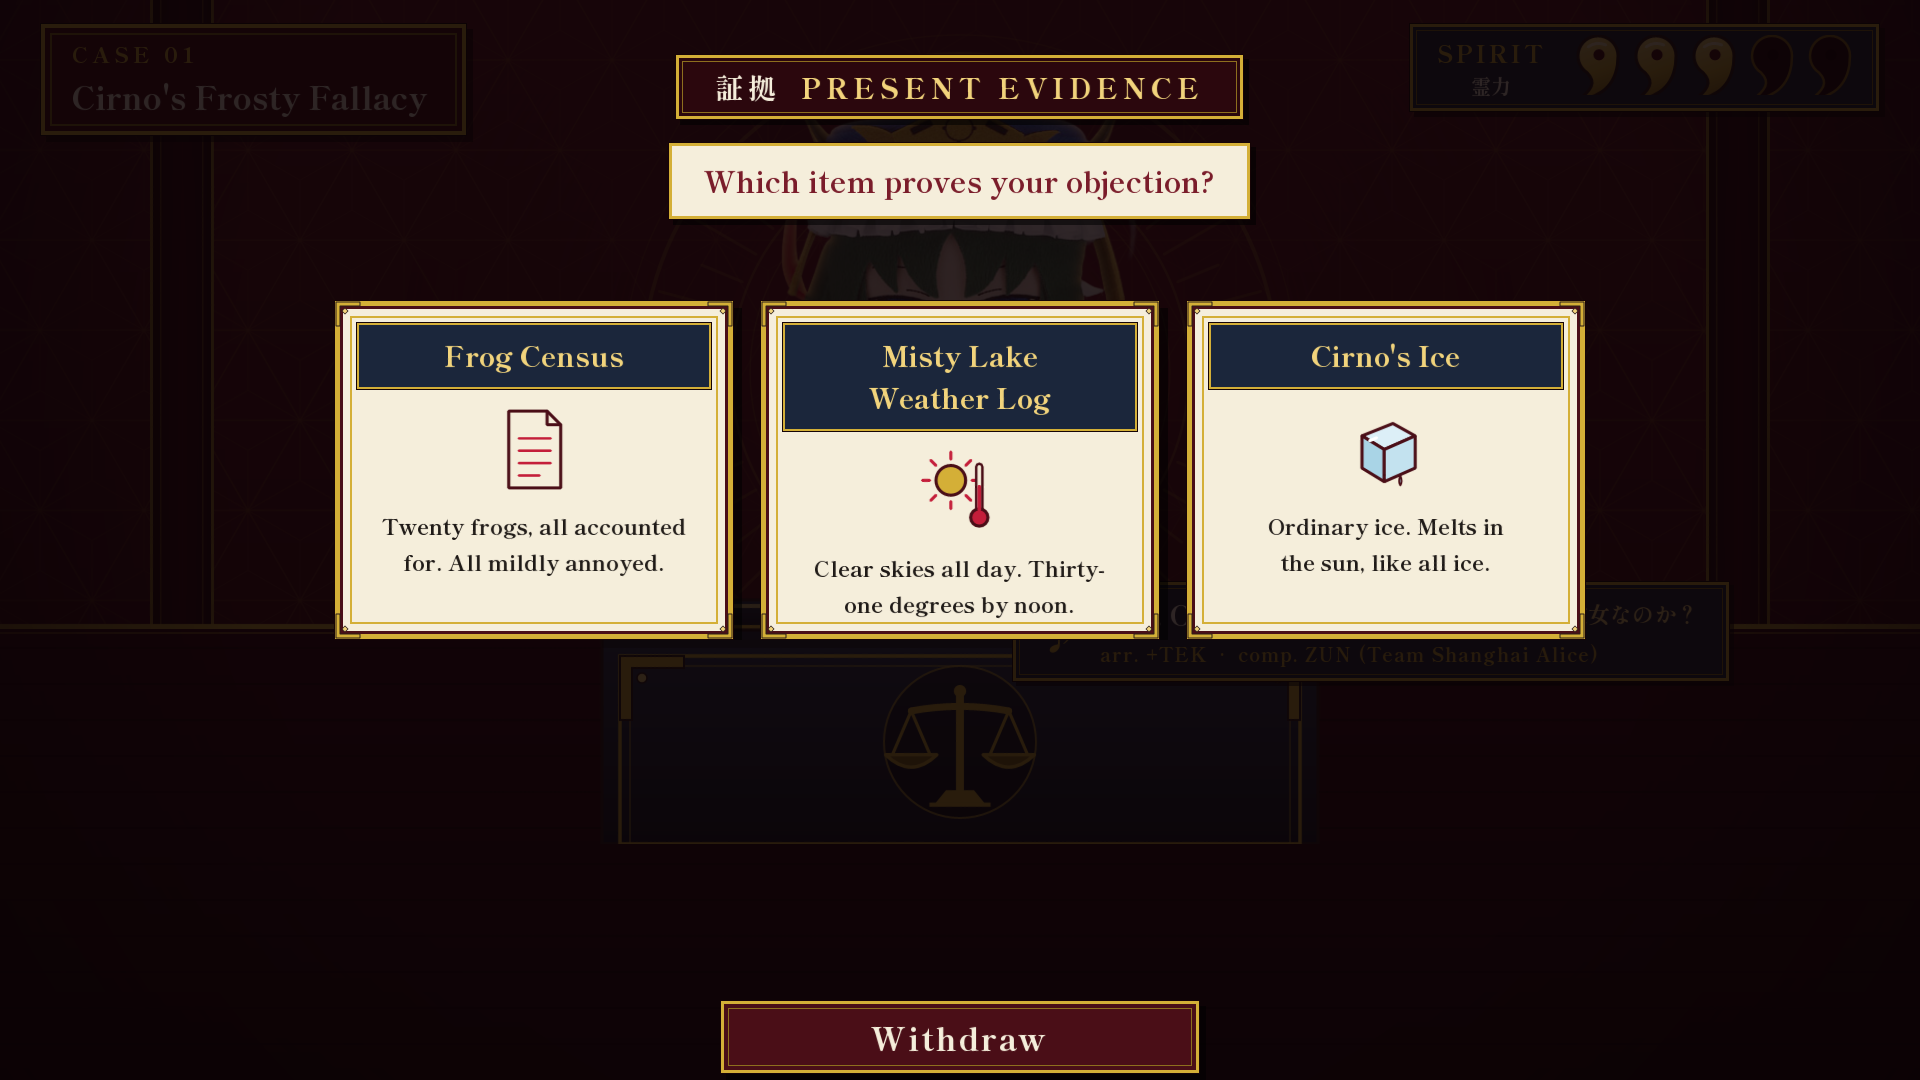 CASE 01
Cirno's Frosty Fallacy
証拠 PRESENT EVIDENCE
SPIRIT
霊力
Which item proves your objection?
Frog Census
Twenty frogs, all accounted
for. All mildly annoyed.
Misty Lake
Weather Log
Clear skies all day. Thirty-
one degrees by noon.
Cirno's Ice
Ordinary ice. Melts in
the sun, like all ice.
女なのか?
arr. +TEK · comp. ZUN (Team Shanghai Alice)
Withdraw